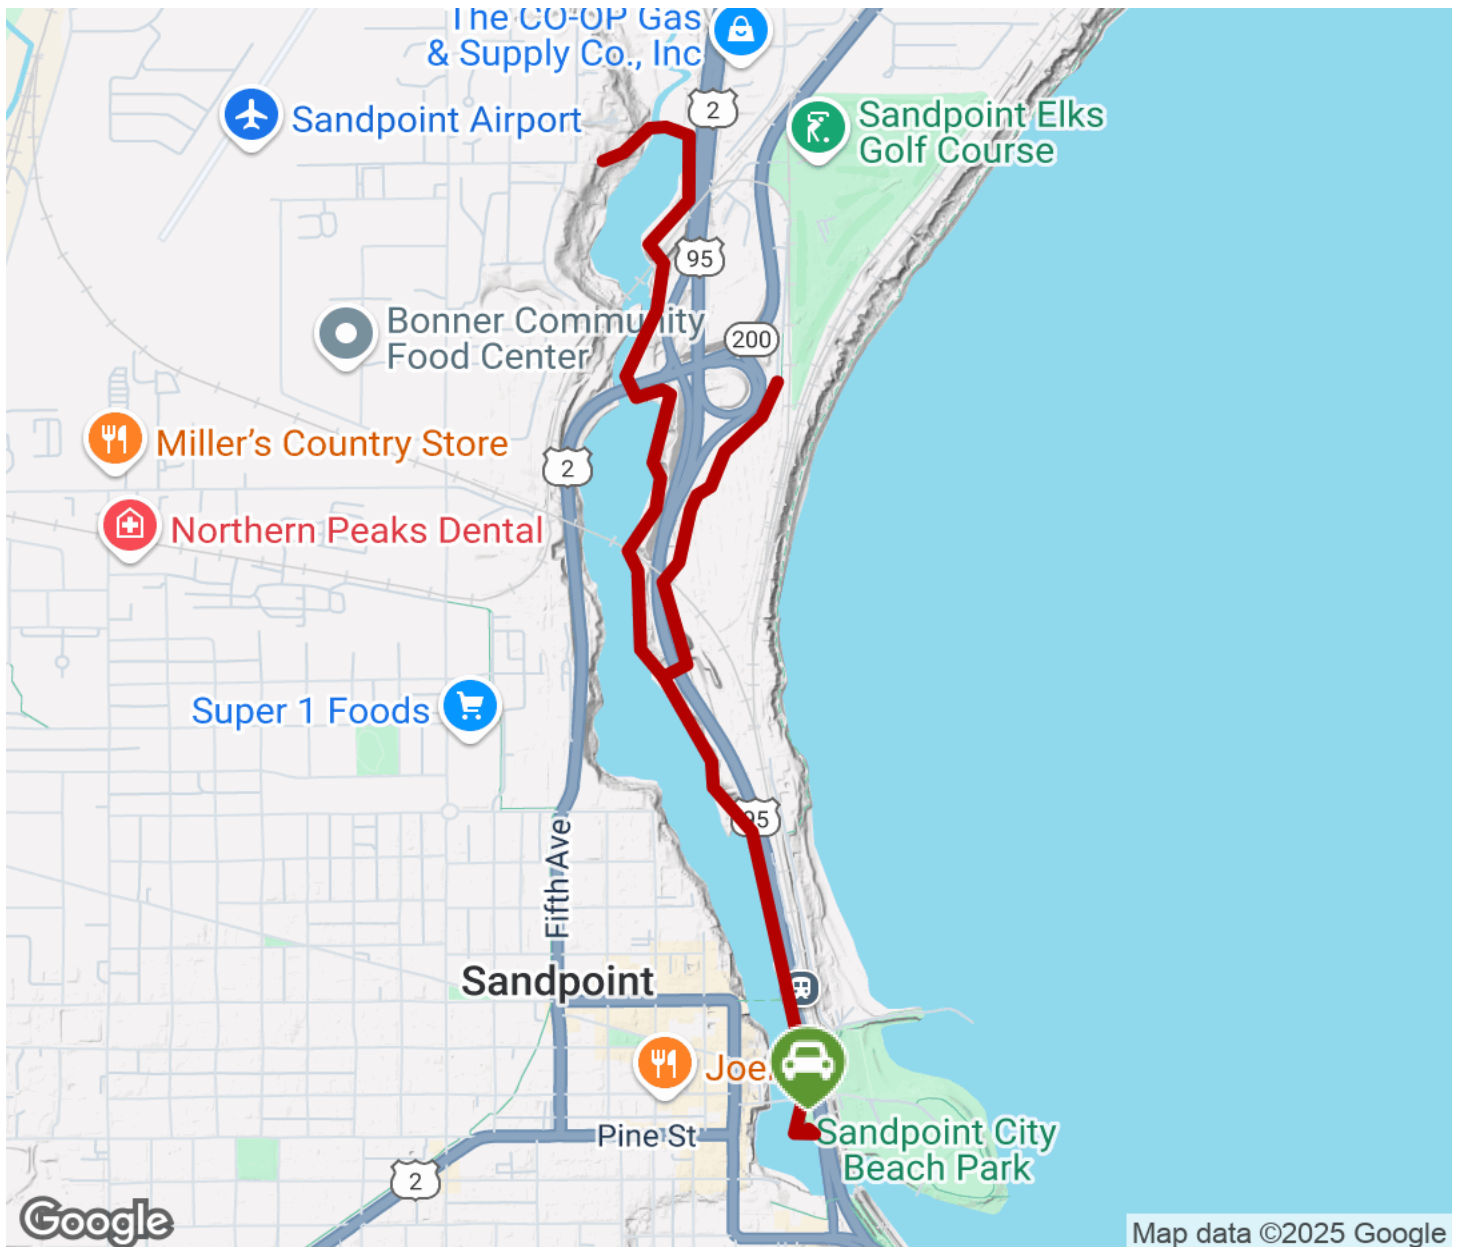 The CO-OP Gas
& Supply Co., Inc
2
Sandpoint Airport
Sandpoint Elks
Golf Course
95
Bonner Community
Food Center
200
Miller's Country Store
2
Northern Peaks Dental
Super 1 Foods
95
Fifth Ave
Sandpoint
Joe
Pine St
Sandpoint City
Beach Park
2
Google
Map data ©2025 Google